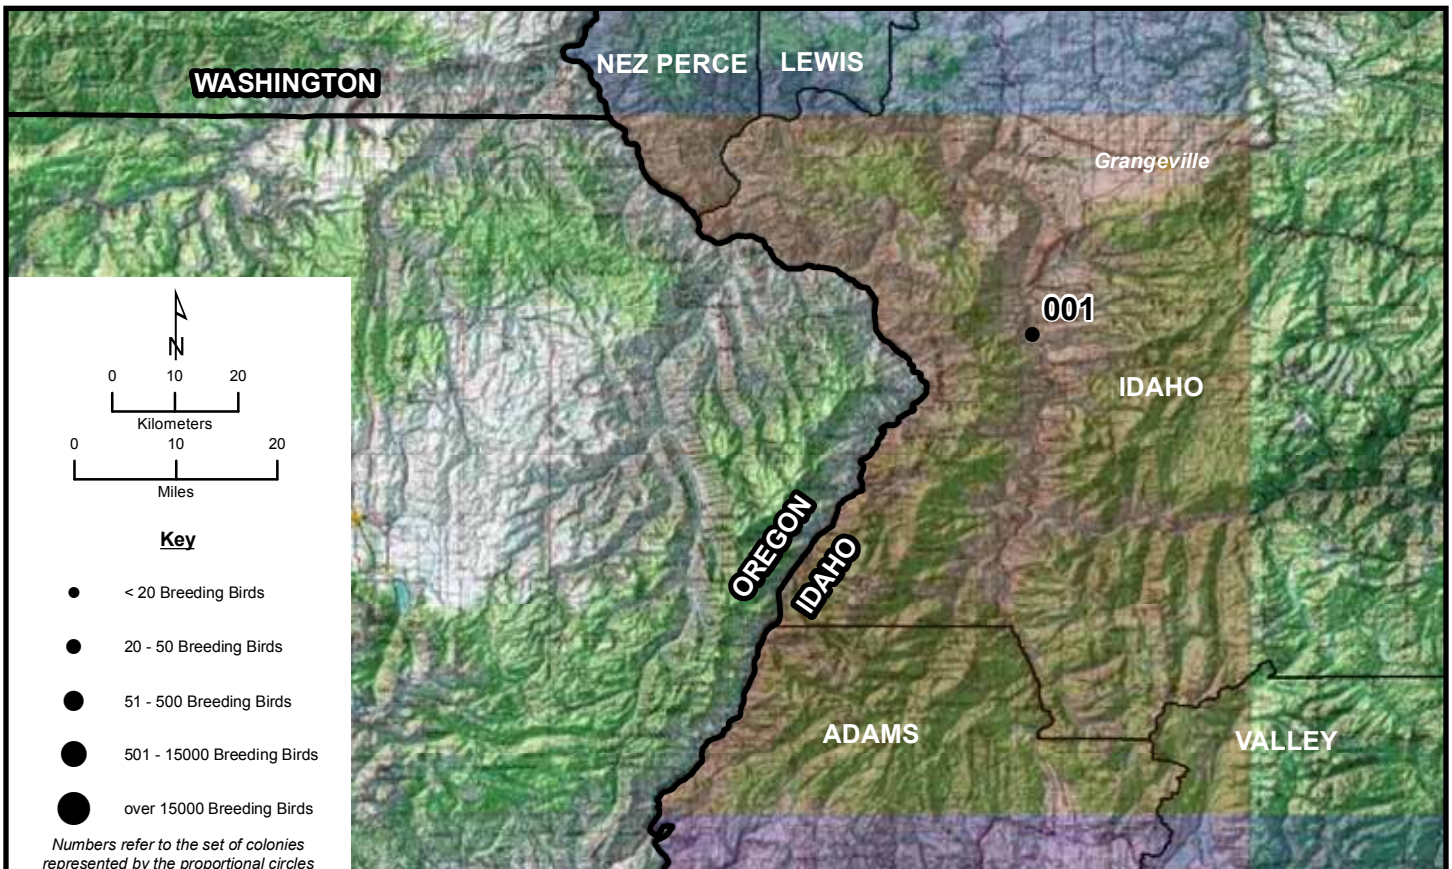 NEZ PERCE
LEWIS
WASHINGTON
Grangeville
001
IDAHO
OREGON
IDAHO
ADAMS
VALLEY
N
0 10 20
Kilometers
0 10 20
Miles
Key
< 20 Breeding Birds
20 - 50 Breeding Birds
51 - 500 Breeding Birds
501 - 15000 Breeding Birds
over 15000 Breeding Birds
Numbers refer to the set of colonies
represented by the proportional circles